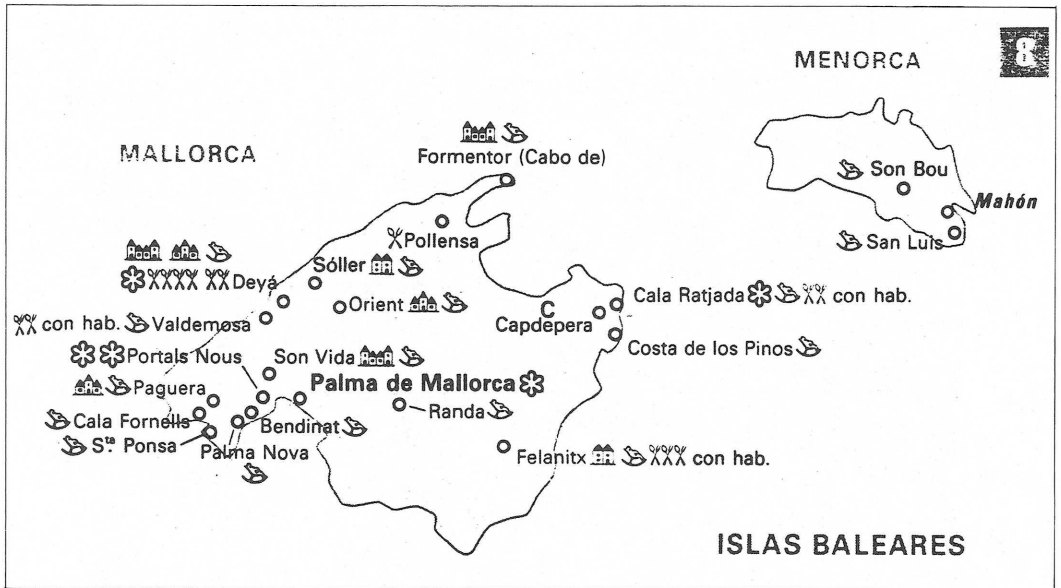 MENORCA
8
MALLORCA
Formentor (Cabo de)
Son Bou
Mahón
San Luis
Pollensa
Deyá
Sóller
Orient
Cala Ratjada con hab.
C
Capdepera
con hab. Valdemosa
Costa de los Pinos
Portals Nous
Son Vida
Palma de Mallorca
Paguera
Randa
Cala Fornells
Bendinat
Sta. Ponsa
Palma Nova
Felanitx con hab.
ISLAS BALEARES